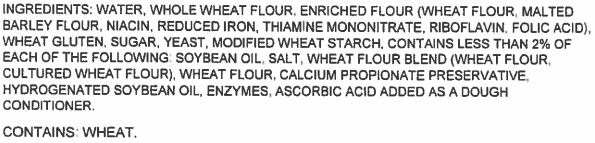 INGREDIENTS: WATER, WHOLE WHEAT FLOUR, ENRICHED FLOUR (WHEAT FLOUR, MALTED
BARLEY FLOUR, NIACIN, REDUCED IRON, THIAMINE MONONITRATE, RIBOFLAVIN, FOLIC ACID),
WHEAT GLUTEN, SUGAR, YEAST, MODIFIED WHEAT STARCH, CONTAINS LESS THAN 2% OF
EACH OF THE FOLLOWING: SOYBEAN OIL, SALT, WHEAT FLOUR BLEND (WHEAT FLOUR,
CULTURED WHEAT FLOUR), WHEAT FLOUR, CALCIUM PROPIONATE PRESERVATIVE,
HYDROGENATED SOYBEAN OIL, ENZYMES, ASCORBIC ACID ADDED AS A DOUGH
CONDITIONER.
CONTAINS: WHEAT.